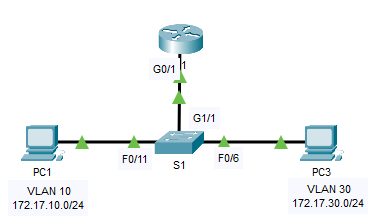 G0/1 1
G1/1
F0/11
F0/6
PC1
S1
PC3
VLAN 10
172.17.10.0/24
VLAN 30
172.17.30.0/24